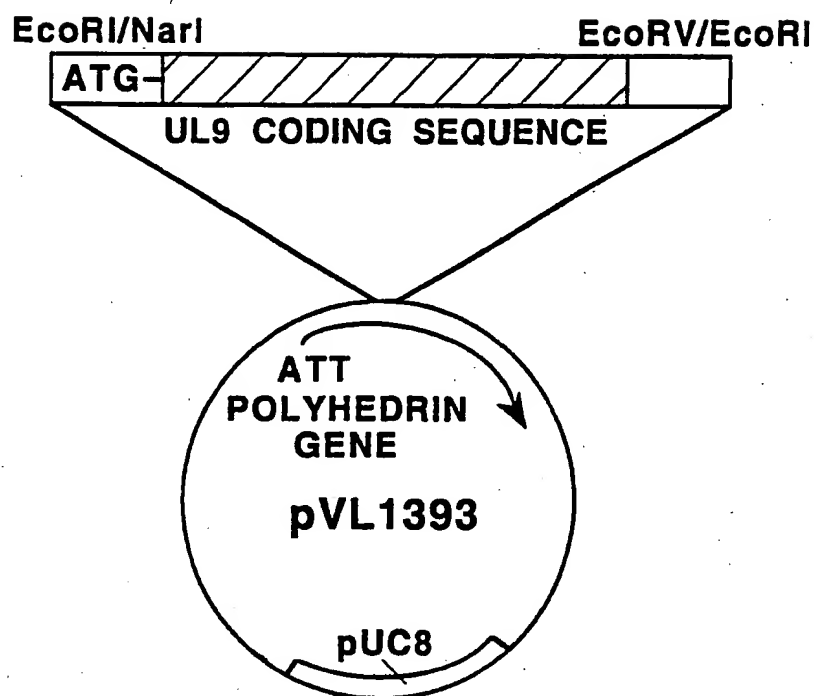 EcoRI/NarI
EcoRV/EcoRI
ATG
UL9 CODING SEQUENCE
ATT
POLYHEDRIN
GENE
pVL1393
pUC8